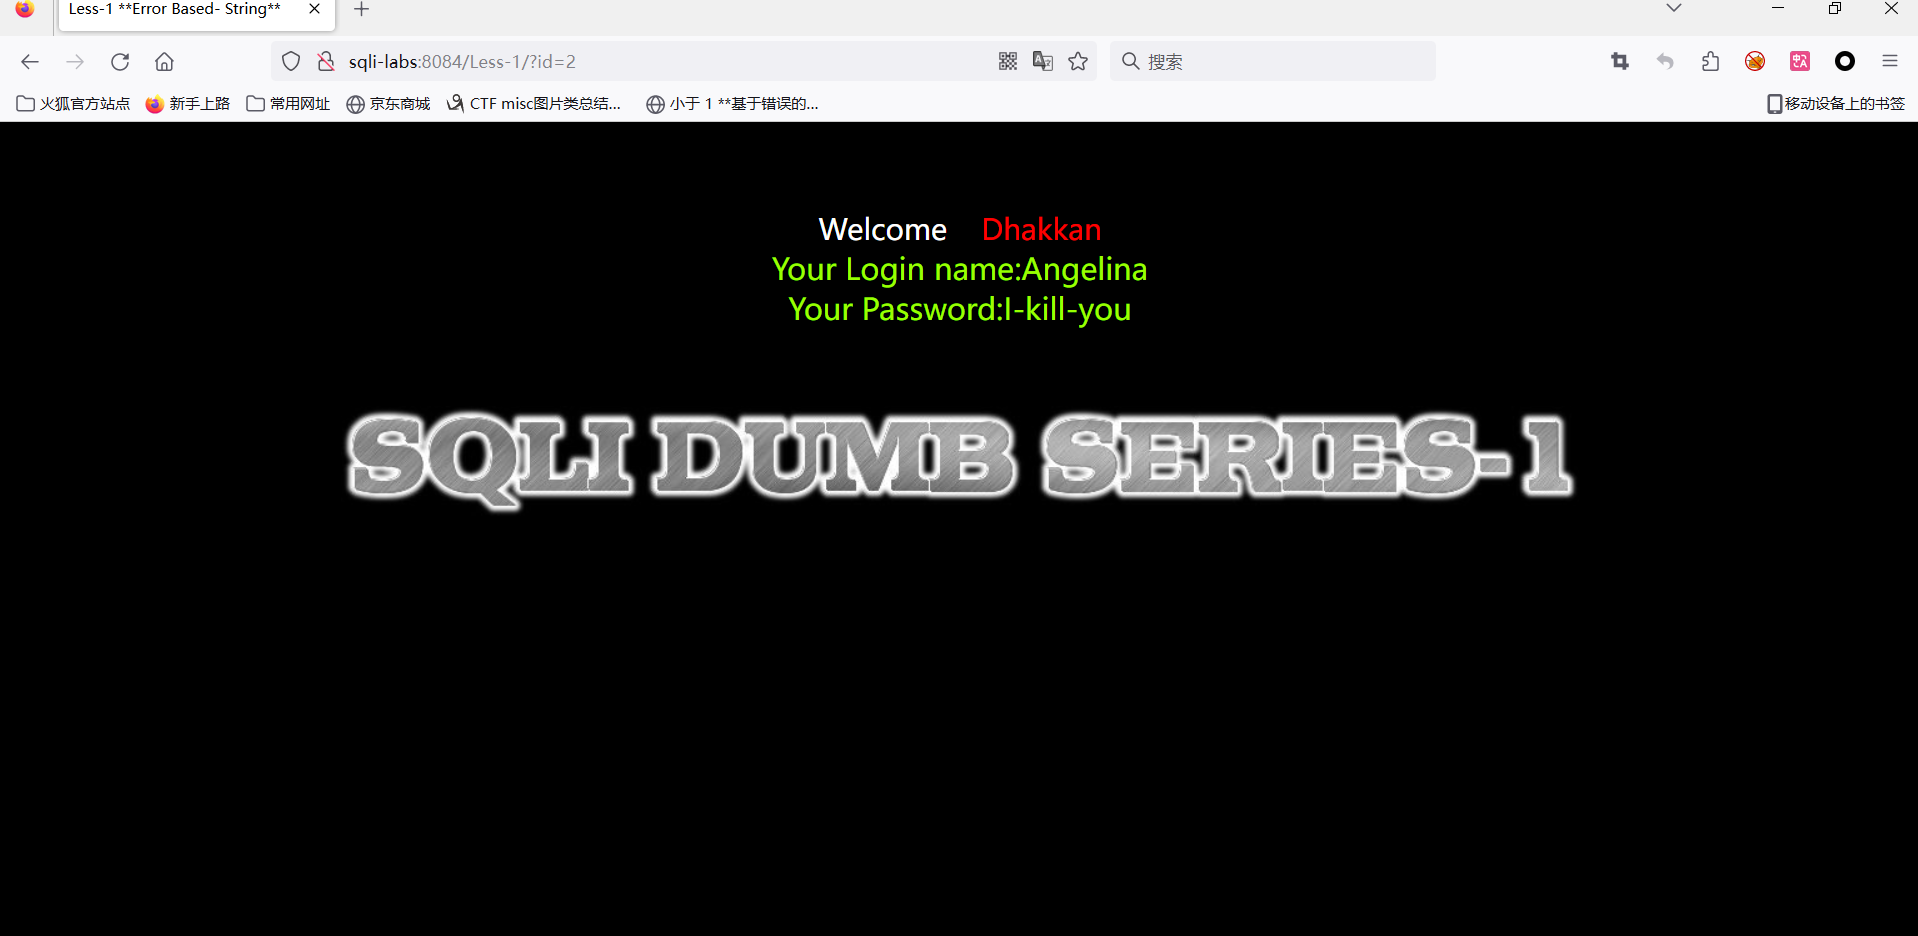 Less-1 **Error Based- String**
sqli-labs:8084/Less-1/?id=2
搜索
火狐官方站点 新手上路 常用网址 京东商城 CTF misc图片类总结... 小于 1 **基于错误的... 移动设备上的书签
Welcome Dhakkan
Your Login name:Angelina
Your Password:I-kill-you
SQLI DUMB SERIES-1